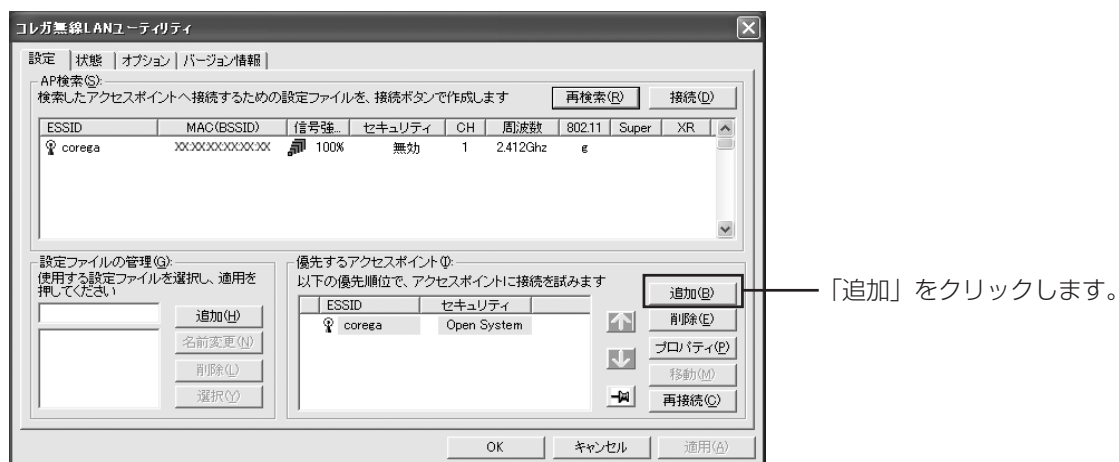 コレガ無線LANユーティリティ
設定 状態 オプション バージョン情報
AP検索(S):
検索したアクセスポイントへ接続するための設定ファイルを、接続ボタンで作成します 再検索(R) 接続(D)
ESSID MAC(BSSID) 信号強... セキュリティ CH 周波数 802.11 Super XR
corega XX:XX:XX:XX:XX:XX 100% 無効 1 2.412Ghz g
設定ファイルの管理(G):
使用する設定ファイルを選択し、適用を
押してください
追加(H)
名前変更(N)
削除(L)
選択(Y)
優先するアクセスポイント(I):
以下の優先順位で、アクセスポイントに接続を試みます
ESSID セキュリティ
corega Open System
追加(B)
削除(E)
プロパティ(P)
移動(M)
再接続(C)
「追加」をクリックします。
OK キャンセル 適用(A)